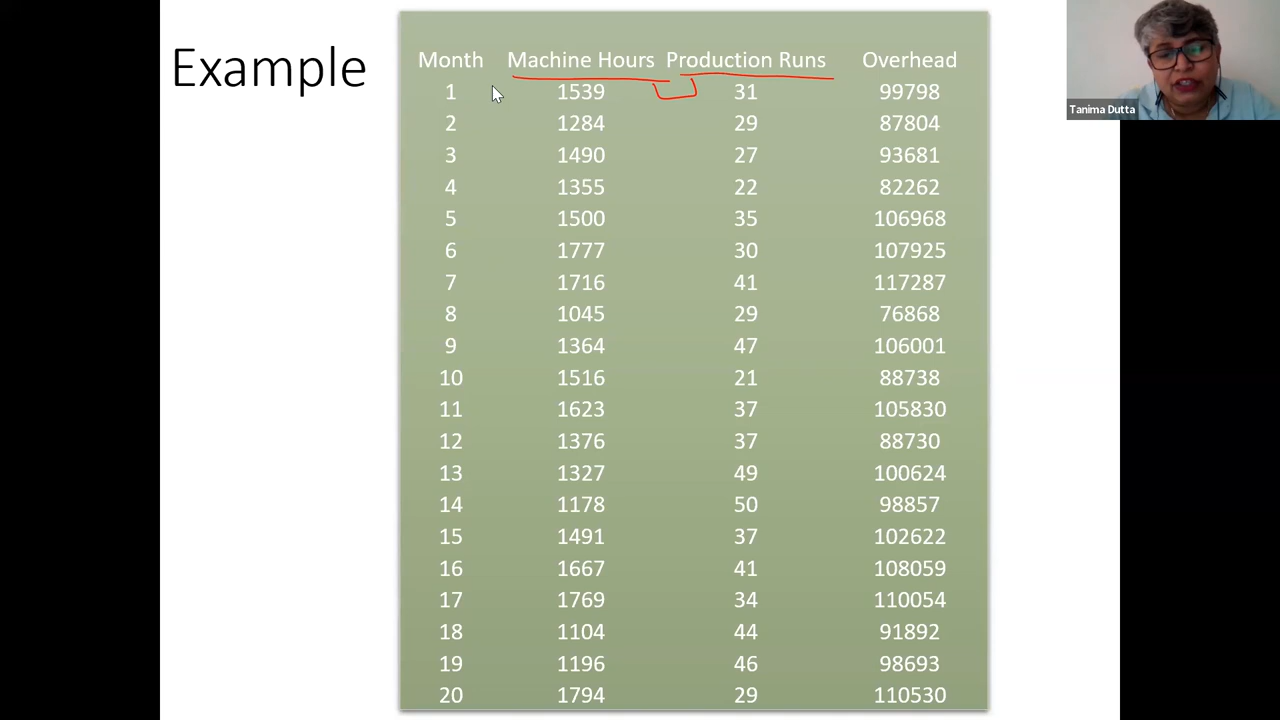 Example
Month Machine Hours Production Runs Overhead
1 1539 31 99798
2 1284 29 87804
3 1490 27 93681
4 1355 22 82262
5 1500 35 106968
6 1777 30 107925
7 1716 41 117287
8 1045 29 76868
9 1364 47 106001
10 1516 21 88738
11 1623 37 105830
12 1376 37 88730
13 1327 49 100624
14 1178 50 98857
15 1491 37 102622
16 1667 41 108059
17 1769 34 110054
18 1104 44 91892
19 1196 46 98693
20 1794 29 110530
Tanima Dutta